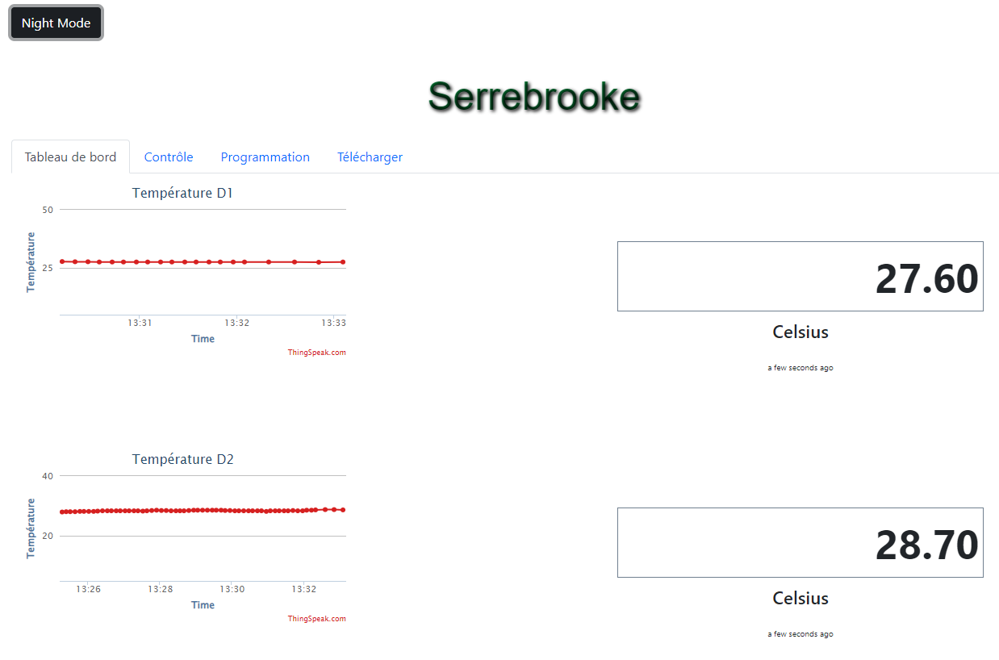 Night Mode
Serrebrooke
Tableau de bord Contrôle Programmation Télécharger
Température D1
50
Température
25
13:31 13:32 13:33
Time
ThingSpeak.com
27.60
Celsius
a few seconds ago
Température D2
40
Température
20
13:26 13:28 13:30 13:32
Time
ThingSpeak.com
28.70
Celsius
a few seconds ago